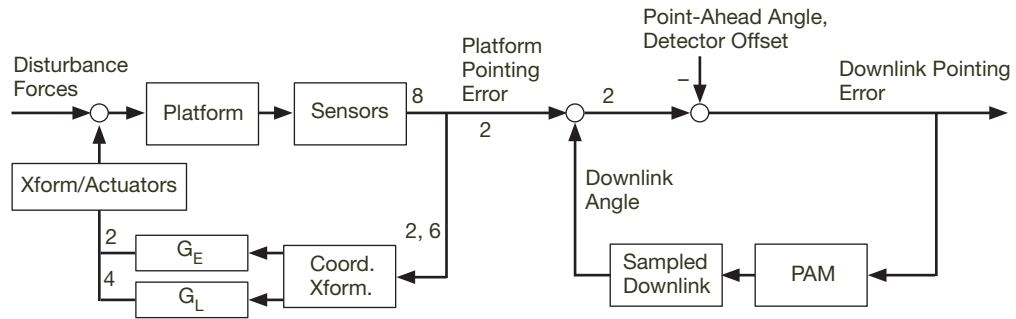 Point-Ahead Angle,
Detector Offset
Disturbance
Forces
Platform
Pointing
Error
Downlink Pointing
Error
Platform
Sensors
8
2
2
–
Xform/Actuators
Downlink
Angle
2, 6
2
G_E
4
G_L
Coord.
Xform.
Sampled
Downlink
PAM